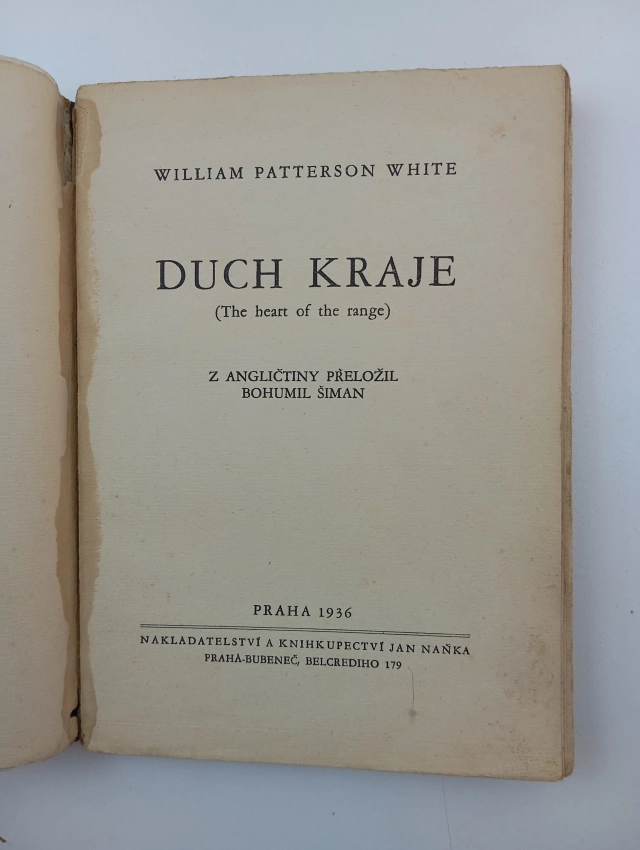 WILLIAM PATTERSON WHITE
DUCH KRAJE
(The heart of the range)
Z ANGLIČTINY PŘELOŽIL
BOHUMIL ŠIMAN
PRAHA 1936
NAKLADATELSTVÍ A KNIHKUPECTVÍ JAN NAŇKA
PRAHA-BUBENEČ, BELCREDIHO 179